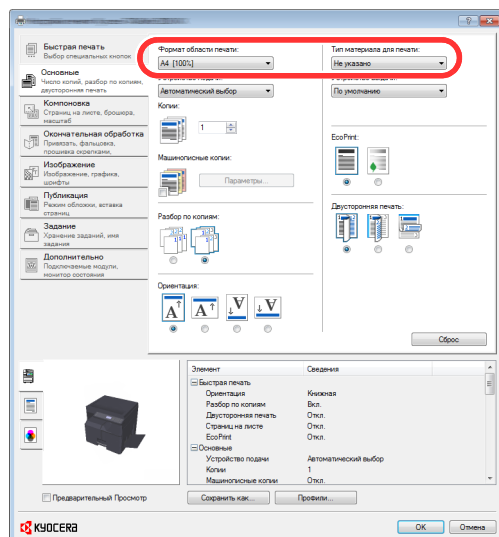 Быстрая печать
Выбор специальных кнопок
Основные
Число копий, разбор по копиям,
двусторонняя печать
Компоновка
Страниц на листе, брошюра,
масштаб
Окончательная обработка
Привязать, фальцовка,
прошивка скрепками,
Изображение
Изображение, графика,
шрифты
Публикация
Режим обложки, вставка
страниц
Задание
Хранение заданий, имя
задания
Дополнительно
Подключаемые модули,
монитор состояния
Формат области печати:
A4 [100%]
Автоматический выбор
Копии:
1
Машинописные копии:
Параметры...
Разбор по копиям:
Ориентация:
Тип материала для печати:
Не указано
По умолчанию
EcoPrint:
Двусторонняя печать:
Сброс
Элемент Сведения
Быстрая печать
Ориентация Книжная
Разбор по копиям Вкл.
Двусторонняя печать Откл.
Страниц на листе Откл.
EcoPrint Откл.
Основные
Устройство подачи Автоматический выбор
Копии 1
Машинописные копии Откл.
Предварительный Просмотр
Сохранить как...
Профили...
KYOCERA
OK
Отмена